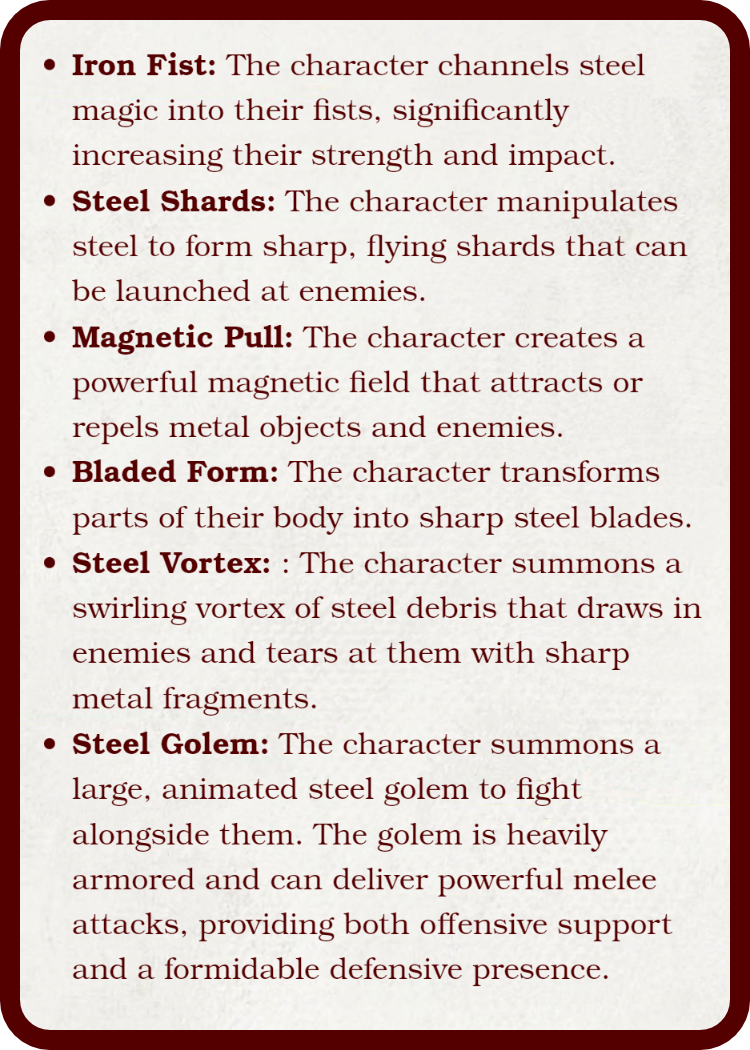 • Iron Fist: The character channels steel
magic into their fists, significantly
increasing their strength and impact.
• Steel Shards: The character manipulates
steel to form sharp, flying shards that can
be launched at enemies.
• Magnetic Pull: The character creates a
powerful magnetic field that attracts or
repels metal objects and enemies.
• Bladed Form: The character transforms
parts of their body into sharp steel blades.
• Steel Vortex: : The character summons a
swirling vortex of steel debris that draws in
enemies and tears at them with sharp
metal fragments.
• Steel Golem: The character summons a
large, animated steel golem to fight
alongside them. The golem is heavily
armored and can deliver powerful melee
attacks, providing both offensive support
and a formidable defensive presence.